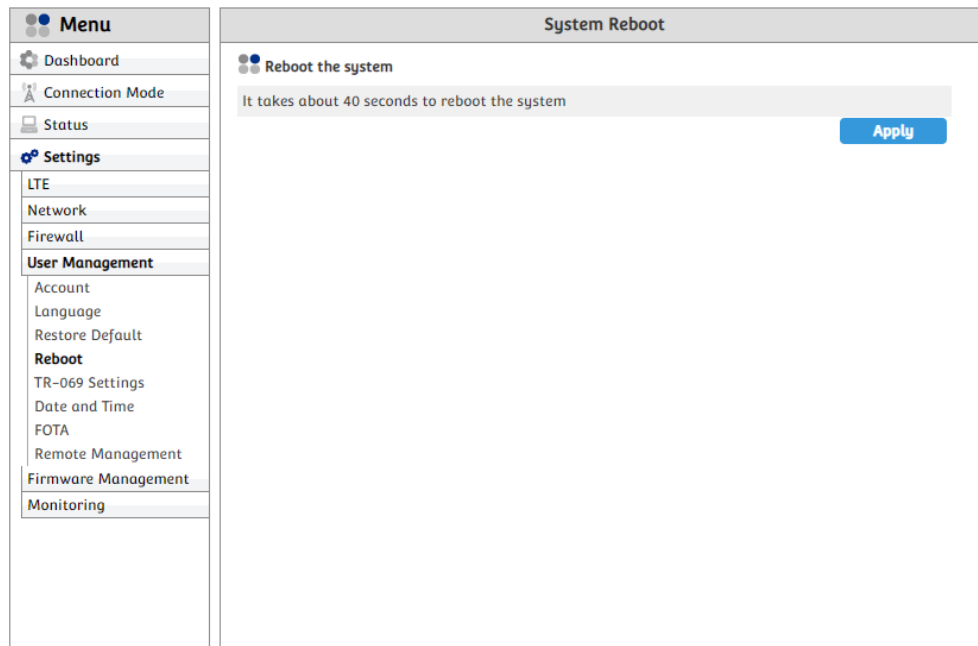 Menu
Dashboard
Connection Mode
Status
Settings
LTE
Network
Firewall
User Management
Account
Language
Restore Default
Reboot
TR-069 Settings
Date and Time
FOTA
Remote Management
Firmware Management
Monitoring
System Reboot
Reboot the system
It takes about 40 seconds to reboot the system
Apply